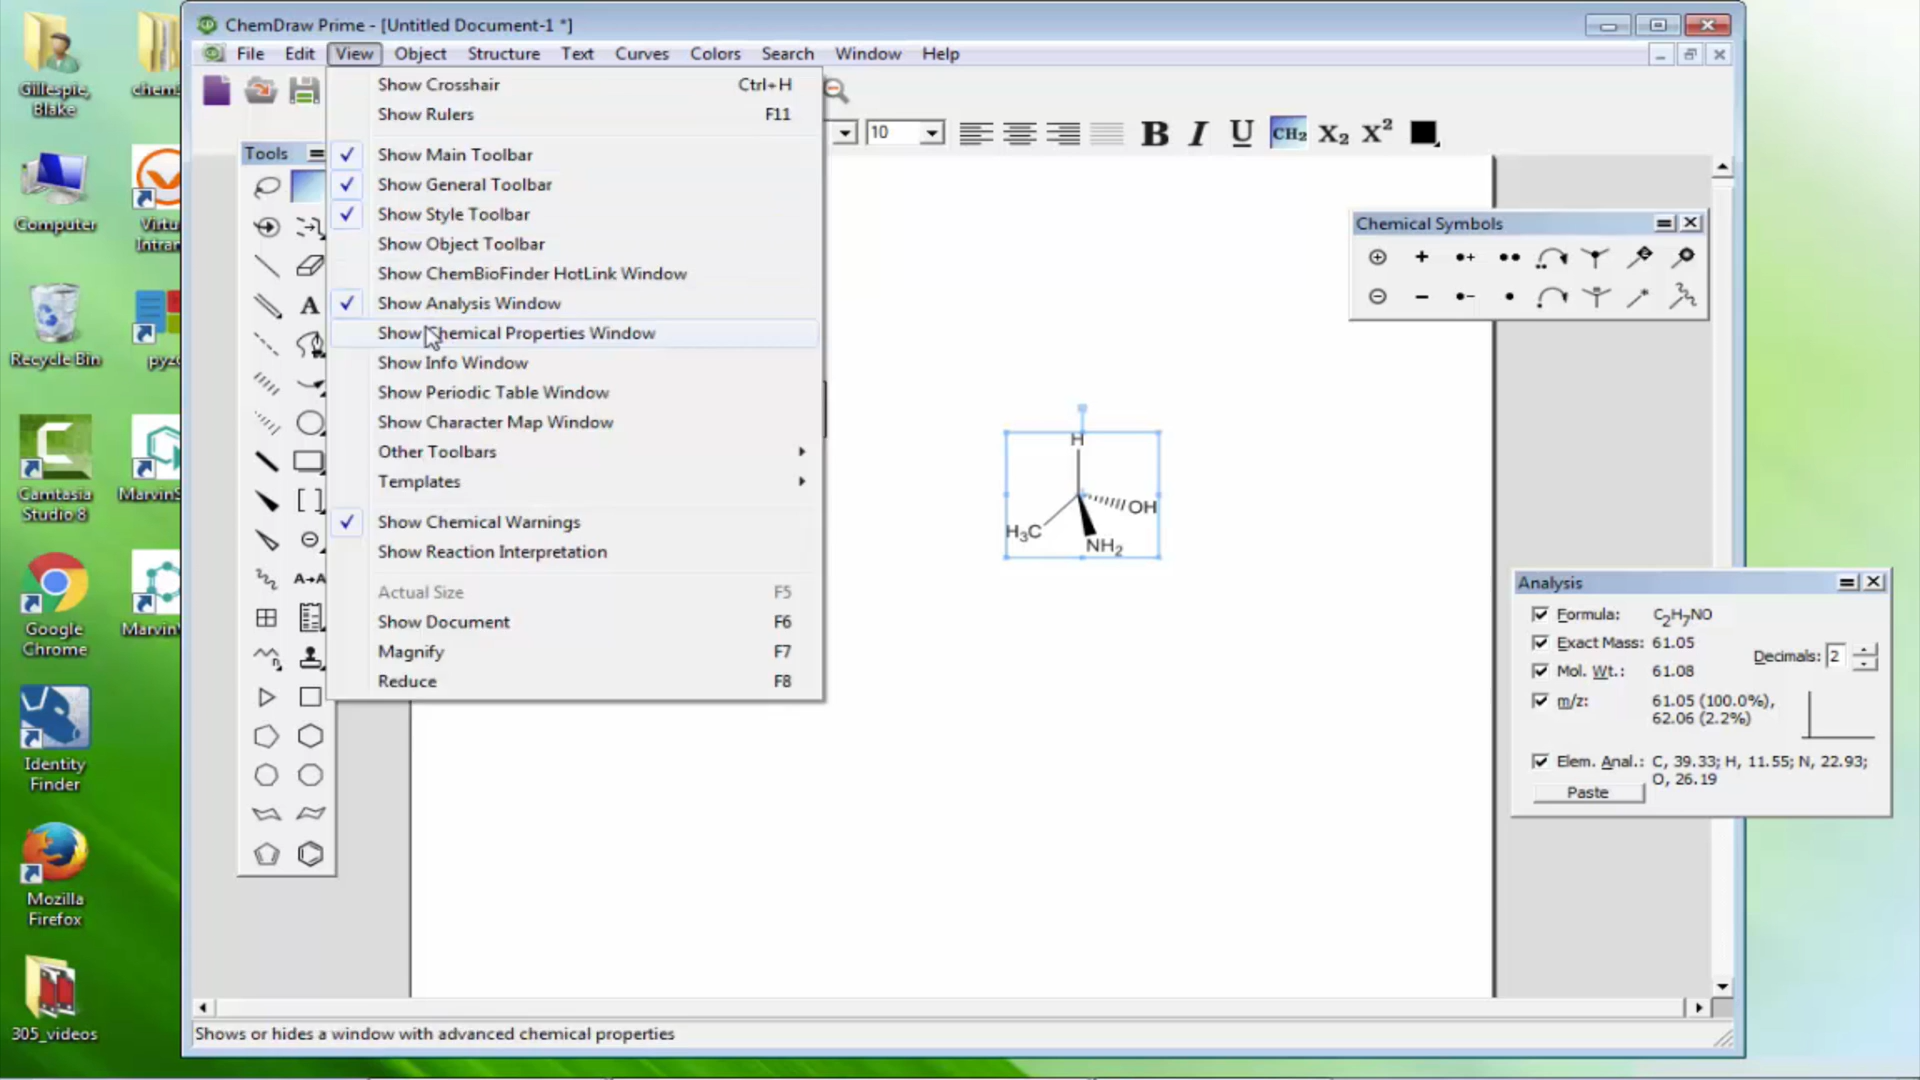 ChemDraw Prime - [Untitled Document-1 *]
File Edit View Object Structure Text Curves Colors Search Window Help
Gillespie, Blake
Computer
Recycle Bin
Camtasia Studio 8
Google Chrome
Identity Finder
Mozilla Firefox
305_videos
Tools
A
A→A
Show Crosshair Ctrl+H
Show Rulers F11
Show Main Toolbar
Show General Toolbar
Show Style Toolbar
Show Object Toolbar
Show ChemBioFinder HotLink Window
Show Analysis Window
Show Chemical Properties Window
Show Info Window
Show Periodic Table Window
Show Character Map Window
Other Toolbars
Templates
Show Chemical Warnings
Show Reaction Interpretation
Actual Size F5
Show Document F6
Magnify F7
Reduce F8
10 B I U CH₂ X₂ X²
Chemical Symbols
H
OH
H₃C
NH₂
Analysis
Formula: C₂H₇NO
Exact Mass: 61.05
Decimals: 2
Mol. Wt.: 61.08
m/z: 61.05 (100.0%),
62.06 (2.2%)
Elem. Anal.: C, 39.33; H, 11.55; N, 22.93;
O, 26.19
Paste
Shows or hides a window with advanced chemical properties